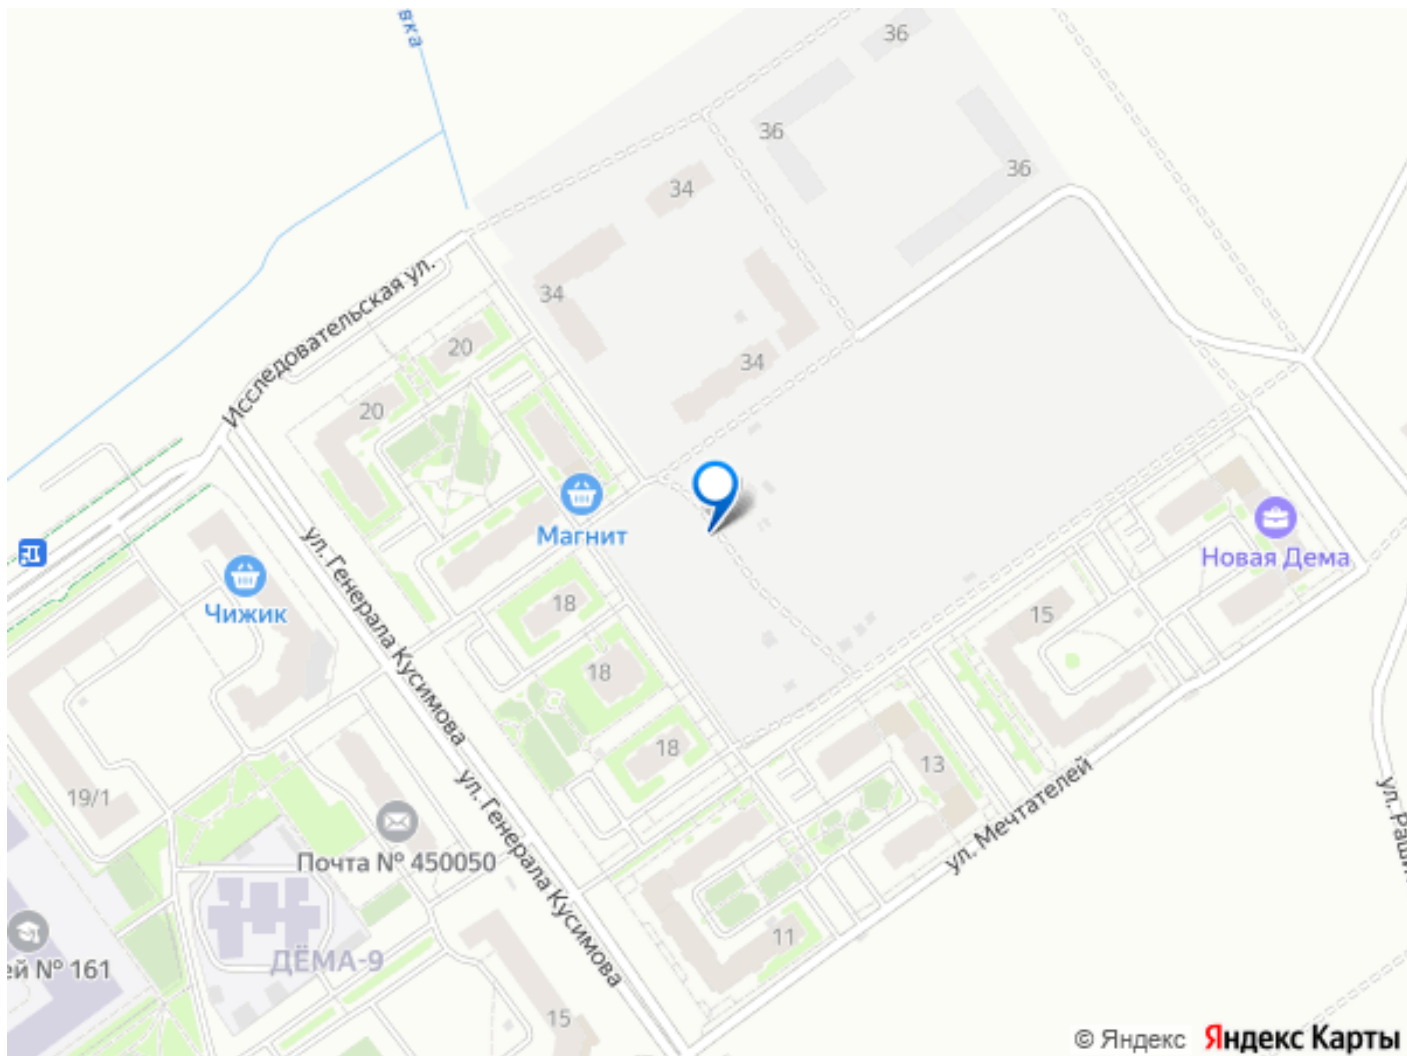 вка
36
36
36
34
34
34
Исследовательская ул.
20
20
Магнит
Чижик
ул. Генерала Кусимова
18
18
18
Новая Дема
15
19/1
Почта № 450050
ул. Генерала Кусимова
13
ул. Мечтателей
ул. Раши
ей № 161
ДЁМА-9
11
15
© Яндекс Яндекс Карты